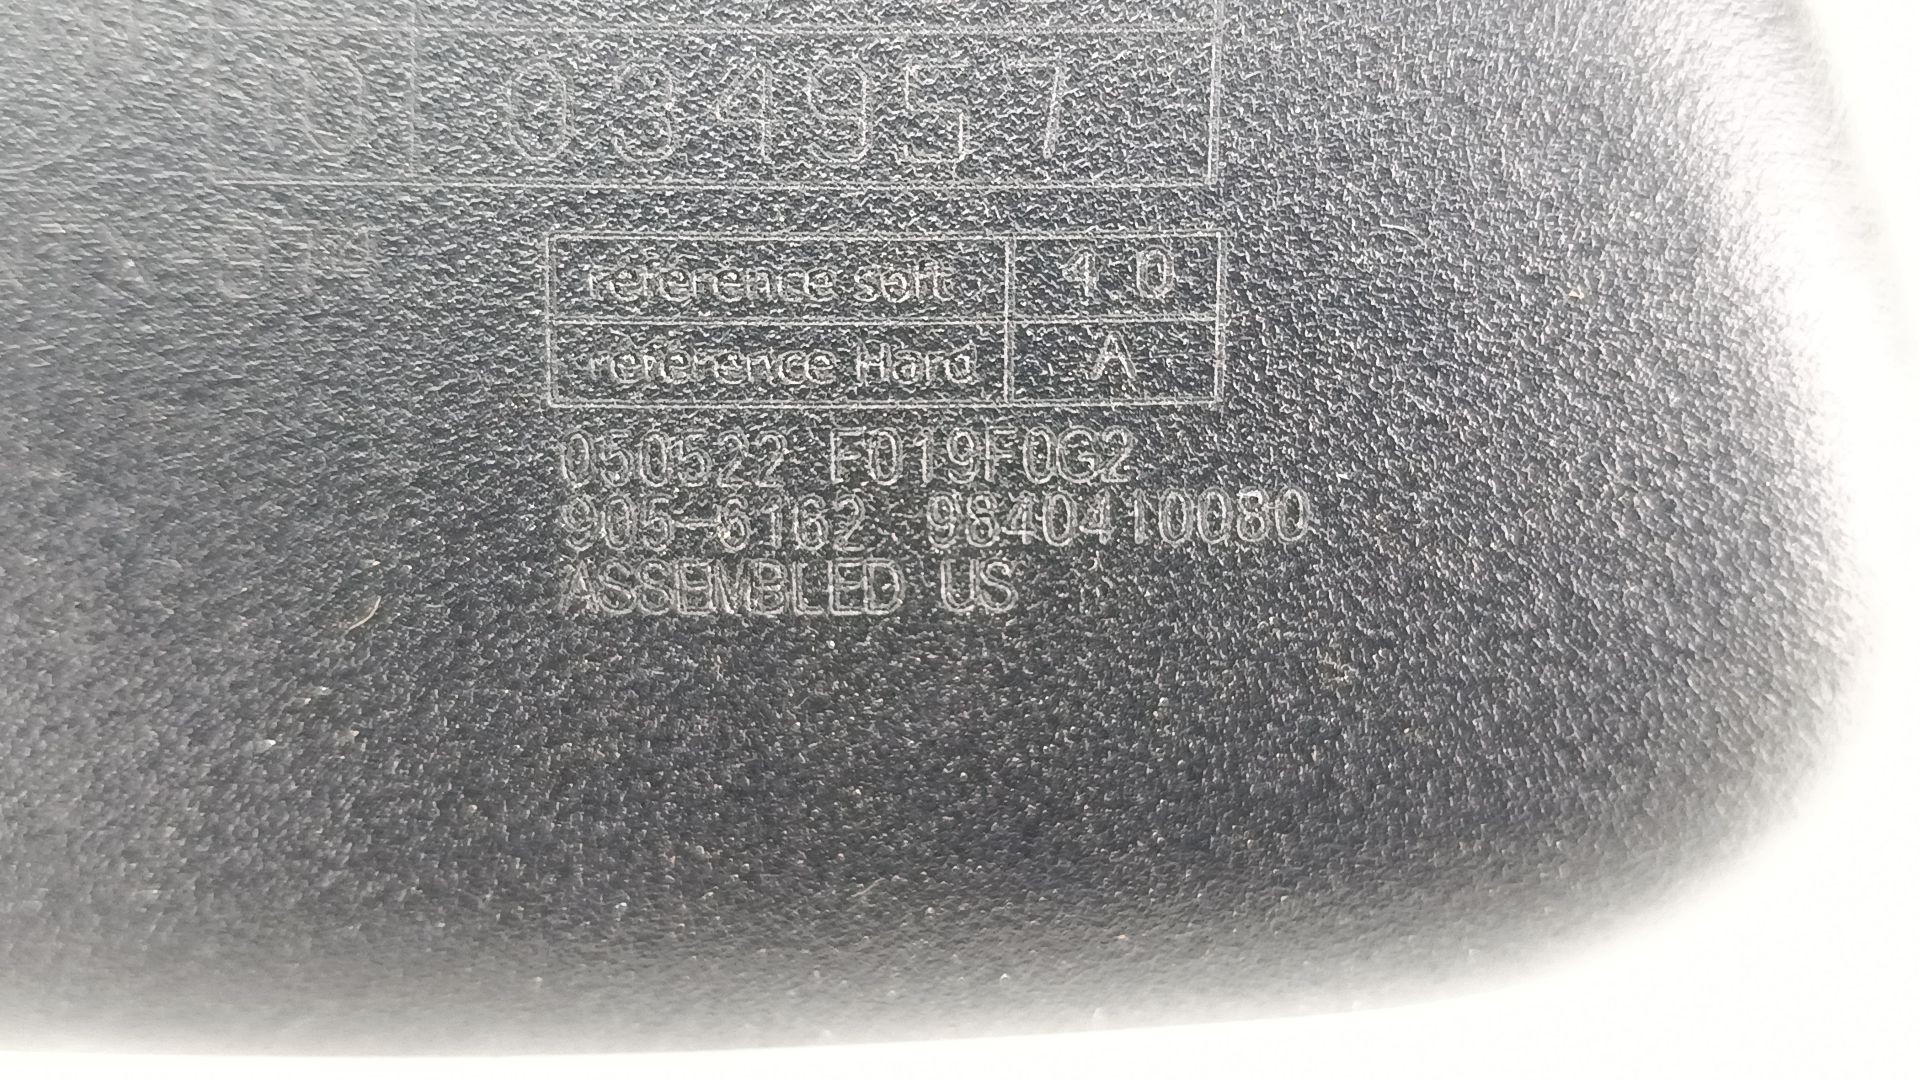 034957
reference soft 1.0
reference Hard A
050522 F019F0G2
905-6162 9840410080
ASSEMBLED US